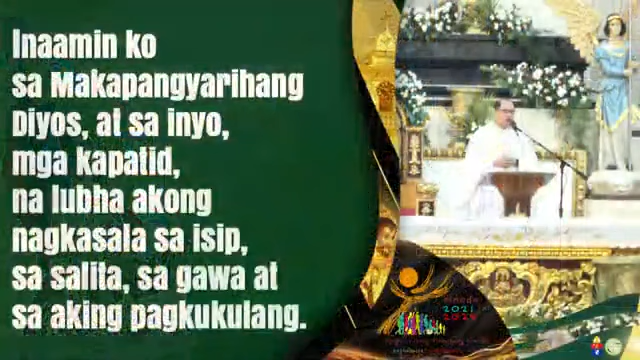 Inaamin ko
sa Makapangyarihang
Diyos, at sa inyo,
mga kapatid,
na lubha akong
nagkasala sa isip,
sa salita, sa gawa at
sa aking pagkukulang.
2021